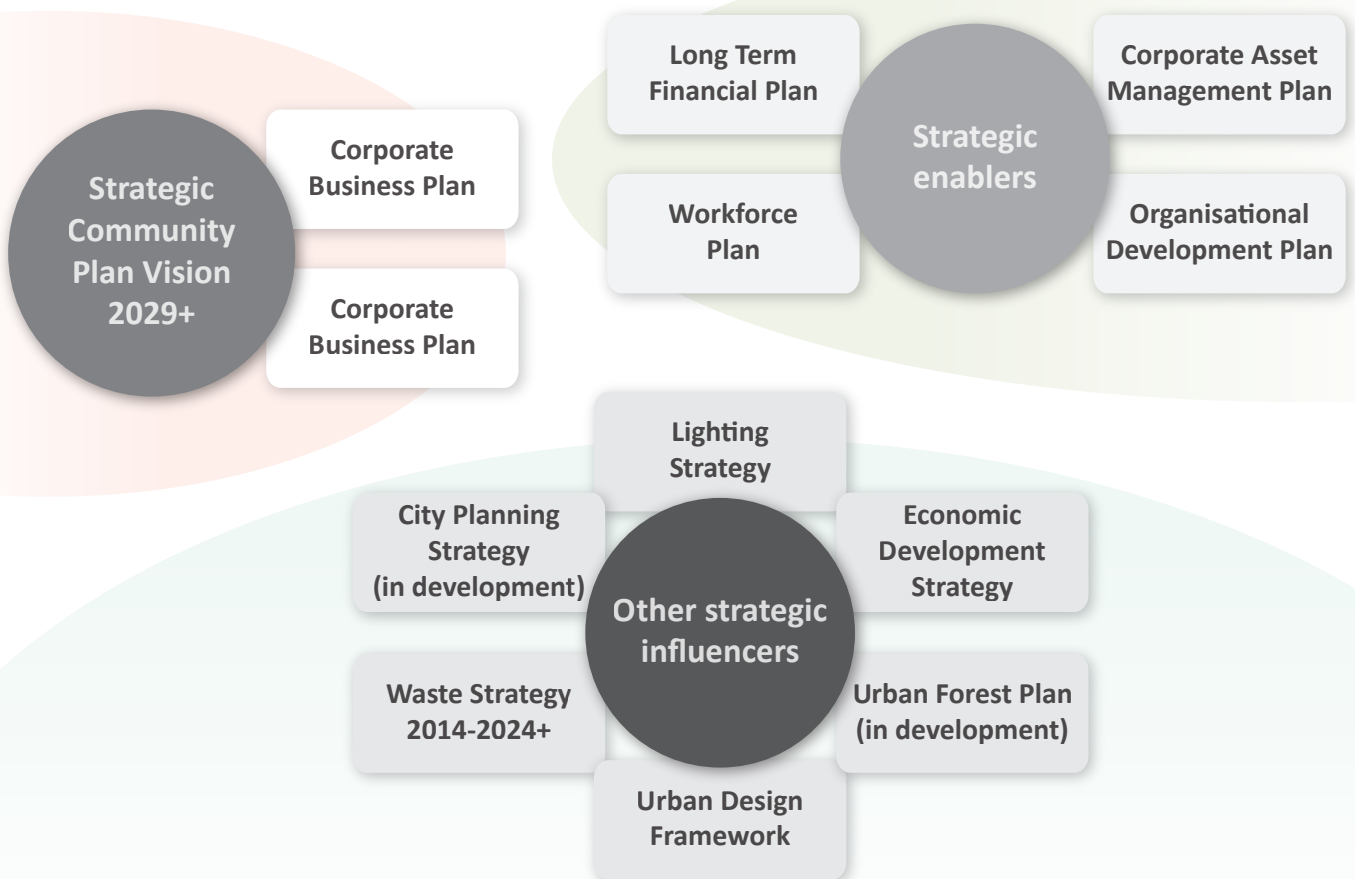 Strategic
Community
Plan Vision
2029+
Corporate
Business Plan
Corporate
Business Plan
Long Term
Financial Plan
Workforce
Plan
Strategic
enablers
Corporate Asset
Management Plan
Organisational
Development Plan
Lighting
Strategy
City Planning
Strategy
(in development)
Economic
Development
Strategy
Other strategic
influencers
Waste Strategy
2014-2024+
Urban Forest Plan
(in development)
Urban Design
Framework